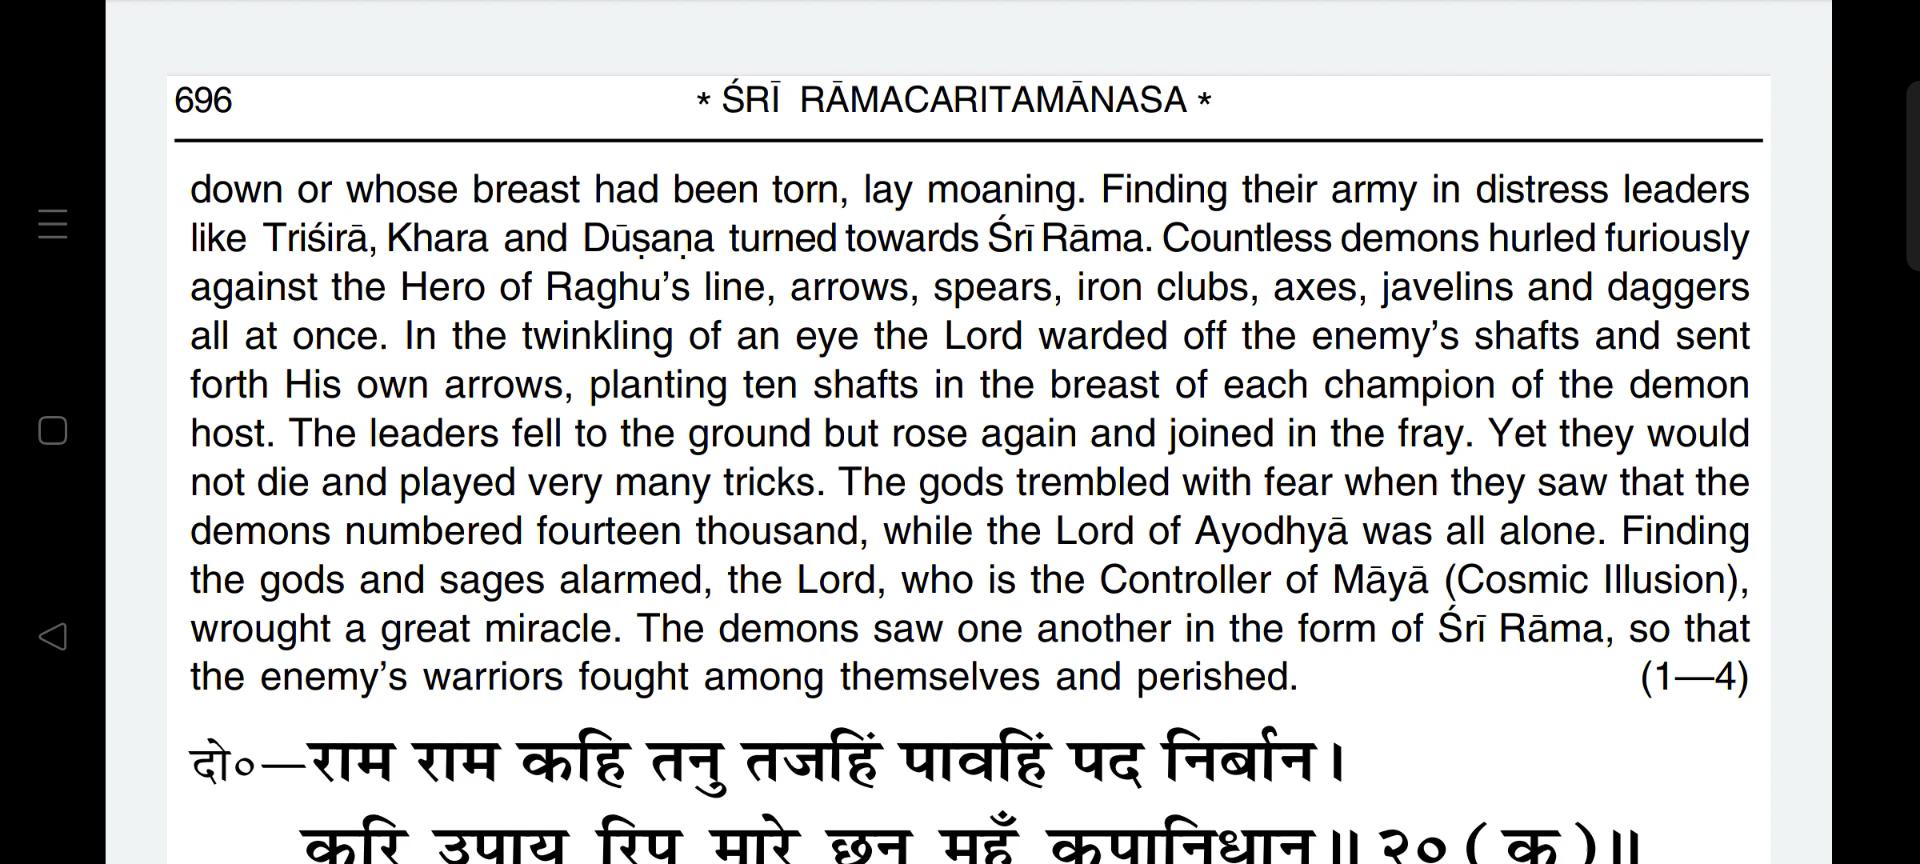 696
* ŚRĪ RĀMACARITAMĀNASA *
down or whose breast had been torn, lay moaning. Finding their army in distress leaders
like Triśirā, Khara and Dūṣaṇa turned towards Śrī Rāma. Countless demons hurled furiously
against the Hero of Raghu’s line, arrows, spears, iron clubs, axes, javelins and daggers
all at once. In the twinkling of an eye the Lord warded off the enemy’s shafts and sent
forth His own arrows, planting ten shafts in the breast of each champion of the demon
host. The leaders fell to the ground but rose again and joined in the fray. Yet they would
not die and played very many tricks. The gods trembled with fear when they saw that the
demons numbered fourteen thousand, while the Lord of Ayodhyā was all alone. Finding
the gods and sages alarmed, the Lord, who is the Controller of Māyā (Cosmic Illusion),
wrought a great miracle. The demons saw one another in the form of Śrī Rāma, so that
the enemy’s warriors fought among themselves and perished. (1—4)
दो०—राम राम कहि तनु तजहिं पावहिं पद निर्बान।
करि उपाय रिपु मारे छन महुँ कृपानिधान॥ २० ( क )॥